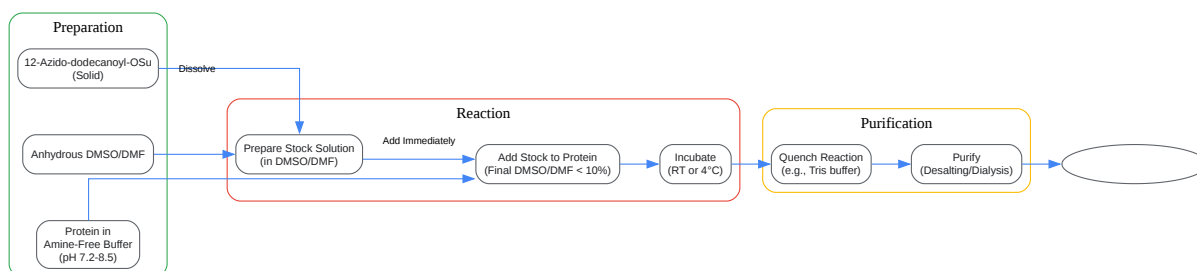 Preparation
12-Azido-dodecanoyl-OSu
(Solid)
Dissolve
Anhydrous DMSO/DMF
Protein in
Amine-Free Buffer
(pH 7.2-8.5)
Reaction
Prepare Stock Solution
(in DMSO/DMF)
Add Immediately
Add Stock to Protein
(Final DMSO/DMF < 10%)
Incubate
(RT or 4°C)
Purification
Quench Reaction
(e.g., Tris buffer)
Purify
(Desalting/Dialysis)